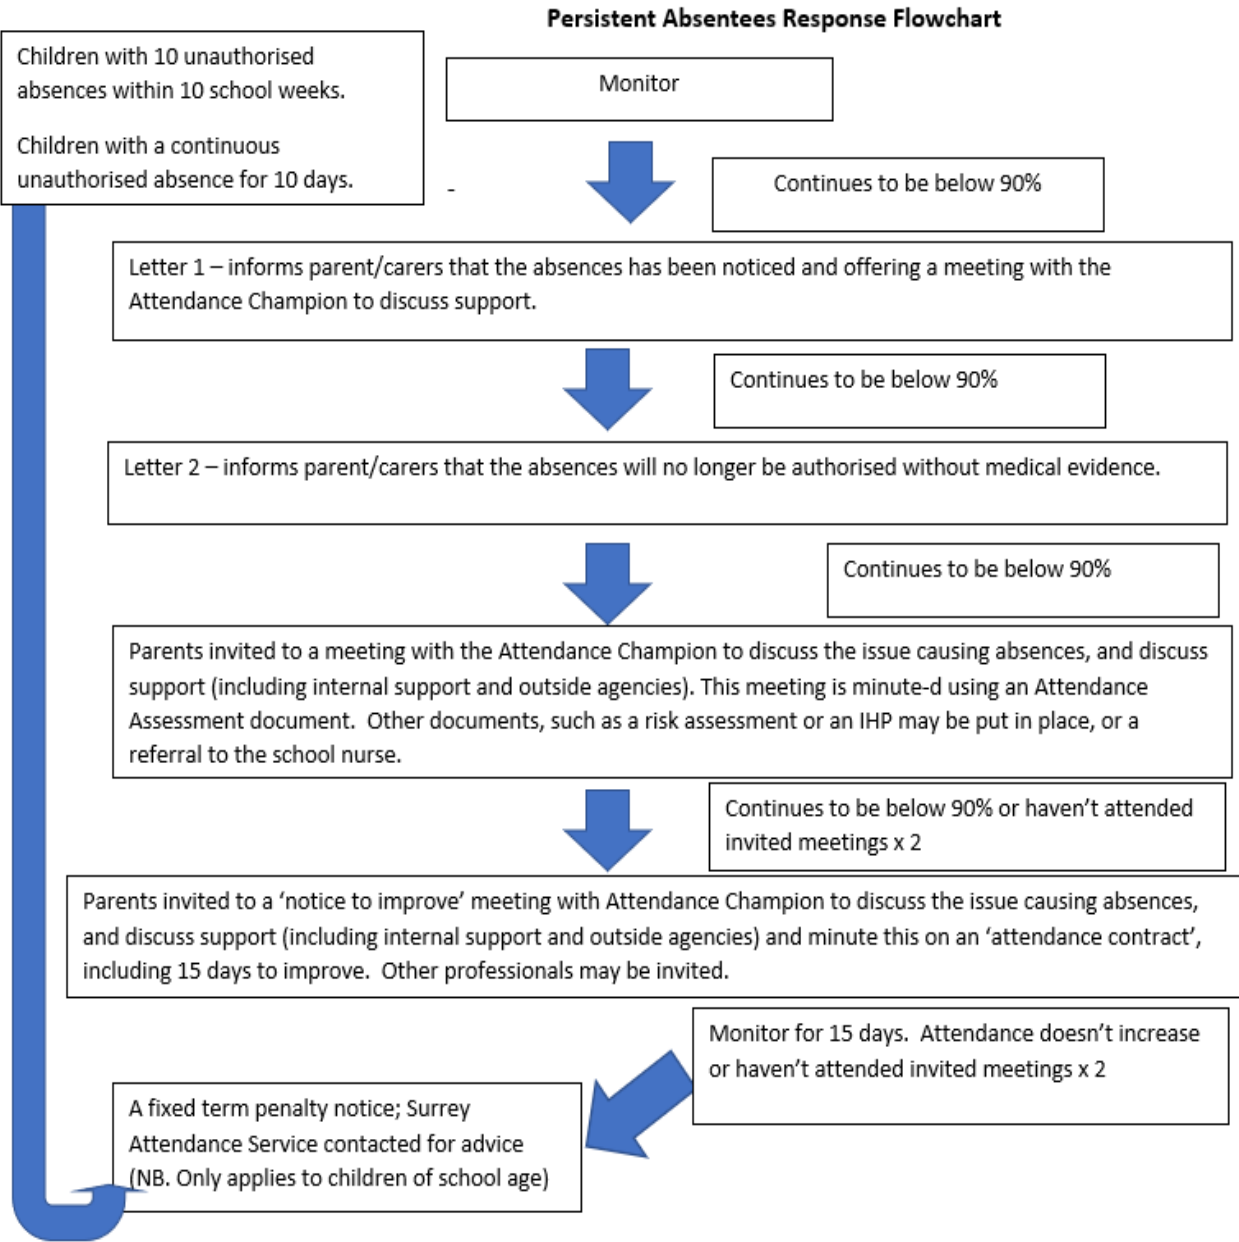 Persistent Absentees Response Flowchart
Children with 10 unauthorised
absences within 10 school weeks.
Children with a continuous
unauthorised absence for 10 days.
Monitor
-
Continues to be below 90%
Letter 1 – informs parent/carers that the absences has been noticed and offering a meeting with the
Attendance Champion to discuss support.
Continues to be below 90%
Letter 2 – informs parent/carers that the absences will no longer be authorised without medical evidence.
Continues to be below 90%
Parents invited to a meeting with the Attendance Champion to discuss the issue causing absences, and discuss
support (including internal support and outside agencies). This meeting is minute-d using an Attendance
Assessment document.  Other documents, such as a risk assessment or an IHP may be put in place, or a
referral to the school nurse.
Continues to be below 90% or haven’t attended
invited meetings x 2
Parents invited to a ‘notice to improve’ meeting with Attendance Champion to discuss the issue causing absences,
and discuss support (including internal support and outside agencies) and minute this on an ‘attendance contract’,
including 15 days to improve.  Other professionals may be invited.
Monitor for 15 days.  Attendance doesn’t increase
or haven’t attended invited meetings x 2
A fixed term penalty notice; Surrey
Attendance Service contacted for advice
(NB. Only applies to children of school age)